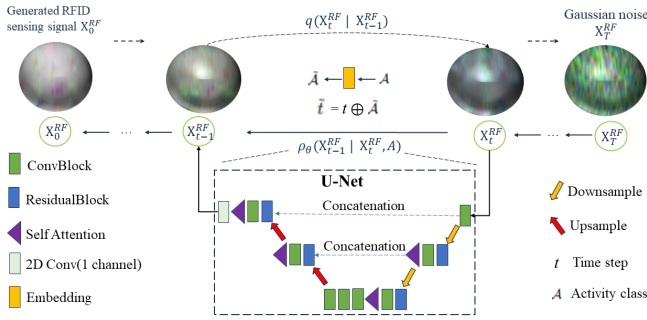 Generated RFID
sensing signal X_0^{RF}
q(X_t^{RF} | X_{t-1}^{RF})
Gaussian noise
X_T^{RF}
Ã ← 𝒜
t̃ = t ⊕ Ã
X_0^{RF} ... X_{t-1}^{RF} X_t^{RF} ... X_T^{RF}
ρ_θ(X_{t-1}^{RF} | X_t^{RF}, A)
U-Net
Concatenation
Concatenation
ConvBlock
ResidualBlock
Self Attention
2D Conv(1 channel)
Embedding
Downsample
Upsample
t Time step
𝒜 Activity class